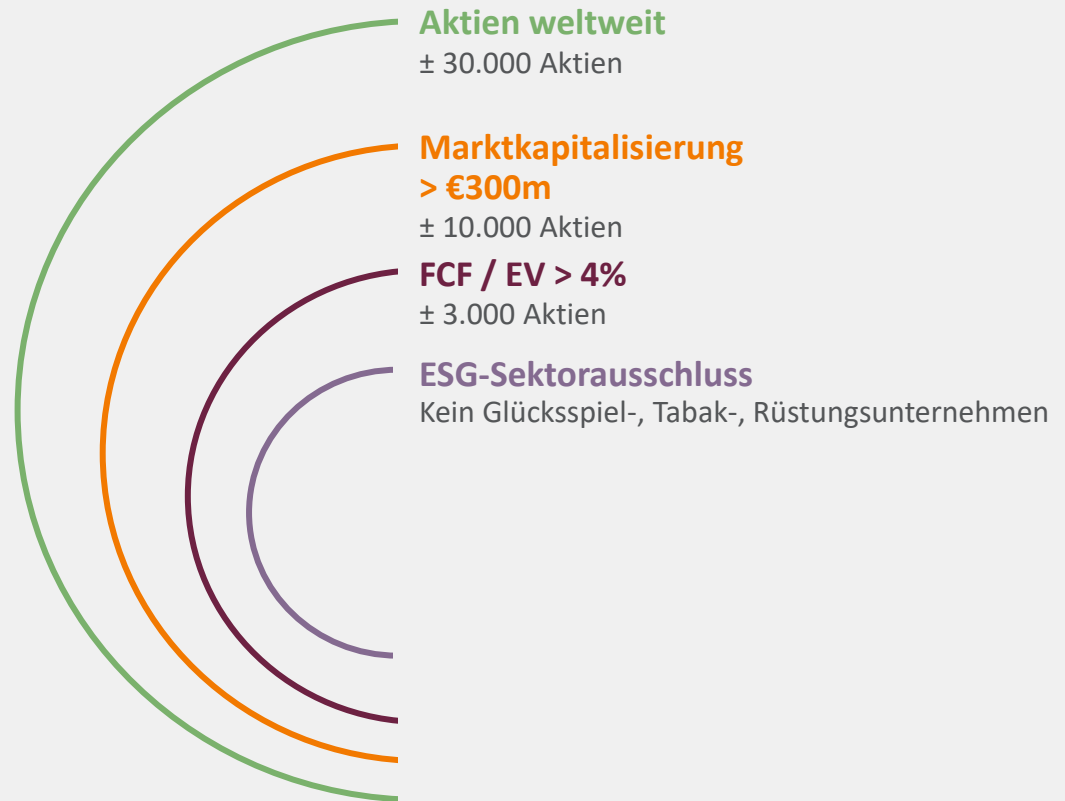 Aktien weltweit
± 30.000 Aktien
Marktkapitalisierung
> €300m
± 10.000 Aktien
FCF / EV > 4%
± 3.000 Aktien
ESG-Sektorausschluss
Kein Glücksspiel-, Tabak-, Rüstungsunternehmen